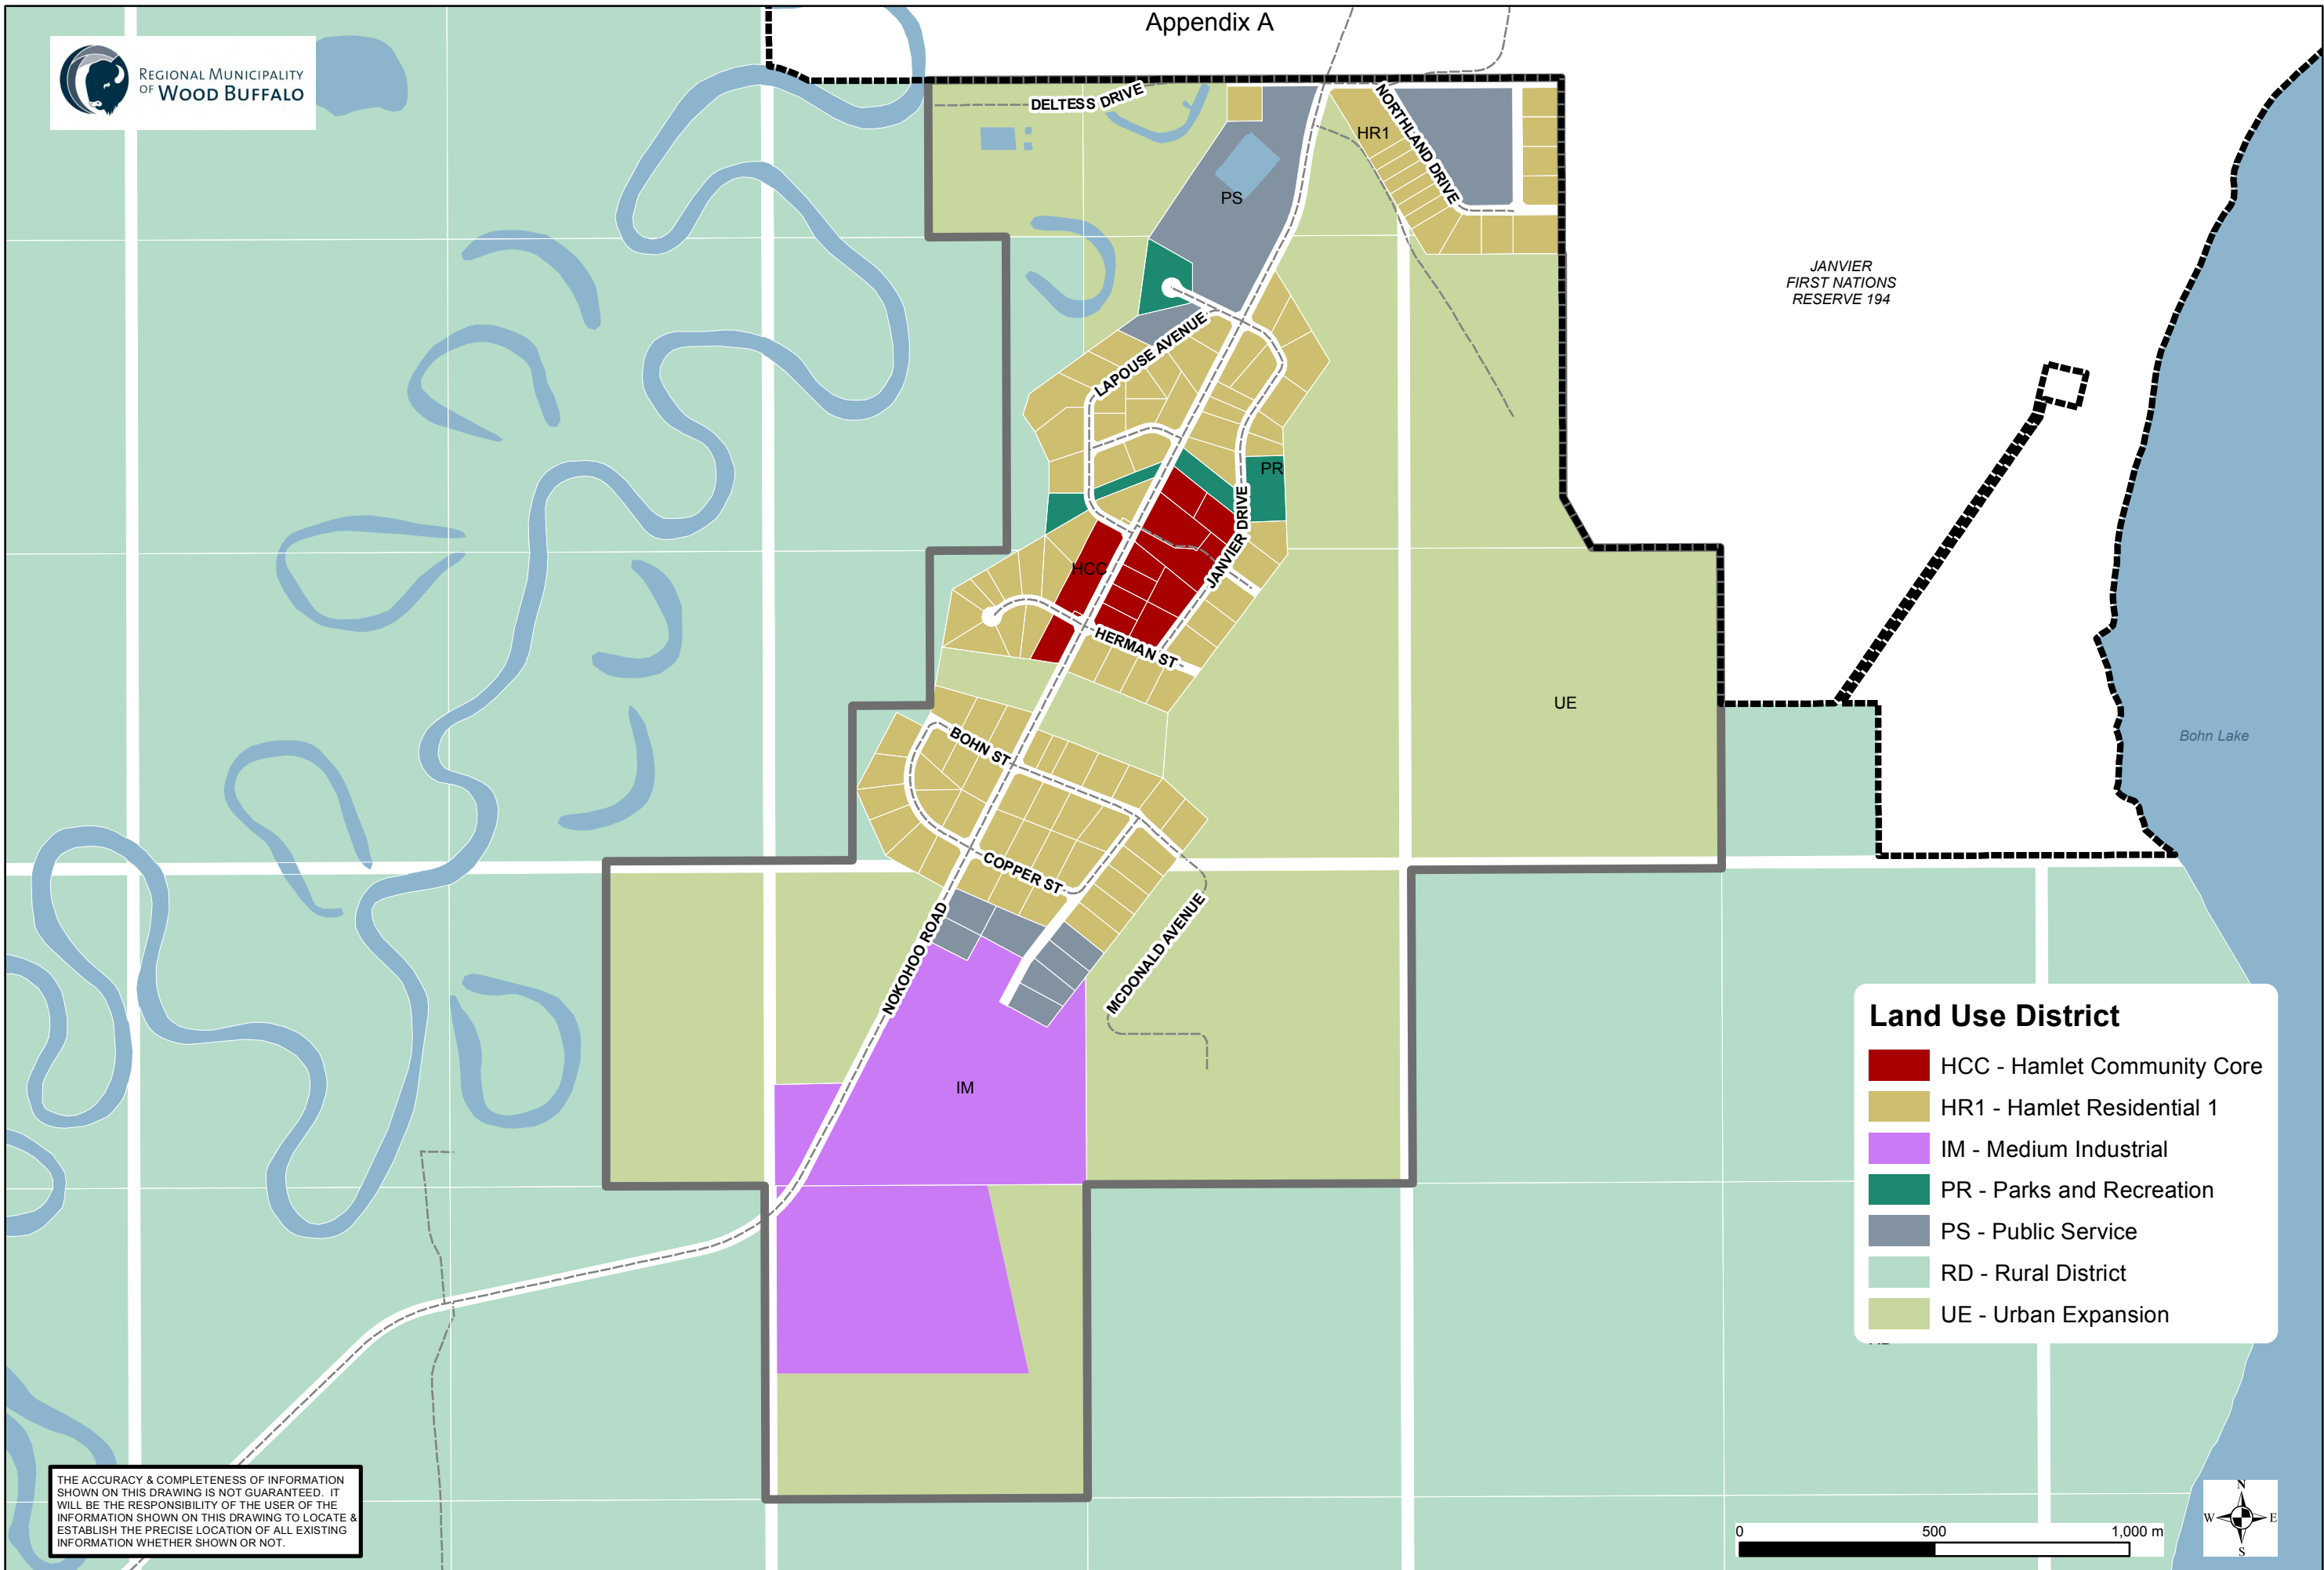 Appendix A
REGIONAL MUNICIPALITY
OF WOOD BUFFALO
DELTESS DRIVE
NORTHLAND DRIVE
HR1
PS
JANVIER
FIRST NATIONS
RESERVE 194
LAPOUSE AVENUE
PR
JANVIER DRIVE
HCC
HERMAN ST
UE
BOHN ST
Bohn Lake
COPPER ST
NOKOHOO ROAD
MCDONALD AVENUE
IM
Land Use District
HCC - Hamlet Community Core
HR1 - Hamlet Residential 1
IM - Medium Industrial
PR - Parks and Recreation
PS - Public Service
RD - Rural District
UE - Urban Expansion
THE ACCURACY & COMPLETENESS OF INFORMATION
SHOWN ON THIS DRAWING IS NOT GUARANTEED. IT
WILL BE THE RESPONSIBILITY OF THE USER OF THE
INFORMATION SHOWN ON THIS DRAWING TO LOCATE &
ESTABLISH THE PRECISE LOCATION OF ALL EXISTING
INFORMATION WHETHER SHOWN OR NOT.
0 500 1,000 m
N
W E
S